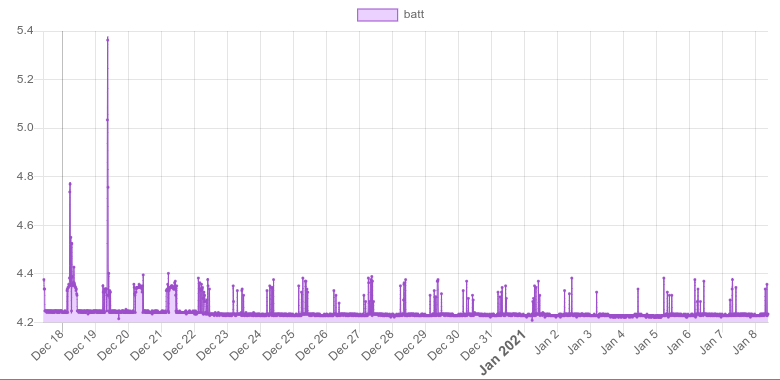 batt
5.4
5.2
5.0
4.8
4.6
4.4
4.2
Dec 18
Dec 19
Dec 20
Dec 21
Dec 22
Dec 23
Dec 24
Dec 25
Dec 26
Dec 27
Dec 28
Dec 29
Dec 30
Dec 31
Jan 2021
Jan 2
Jan 3
Jan 4
Jan 5
Jan 6
Jan 7
Jan 8